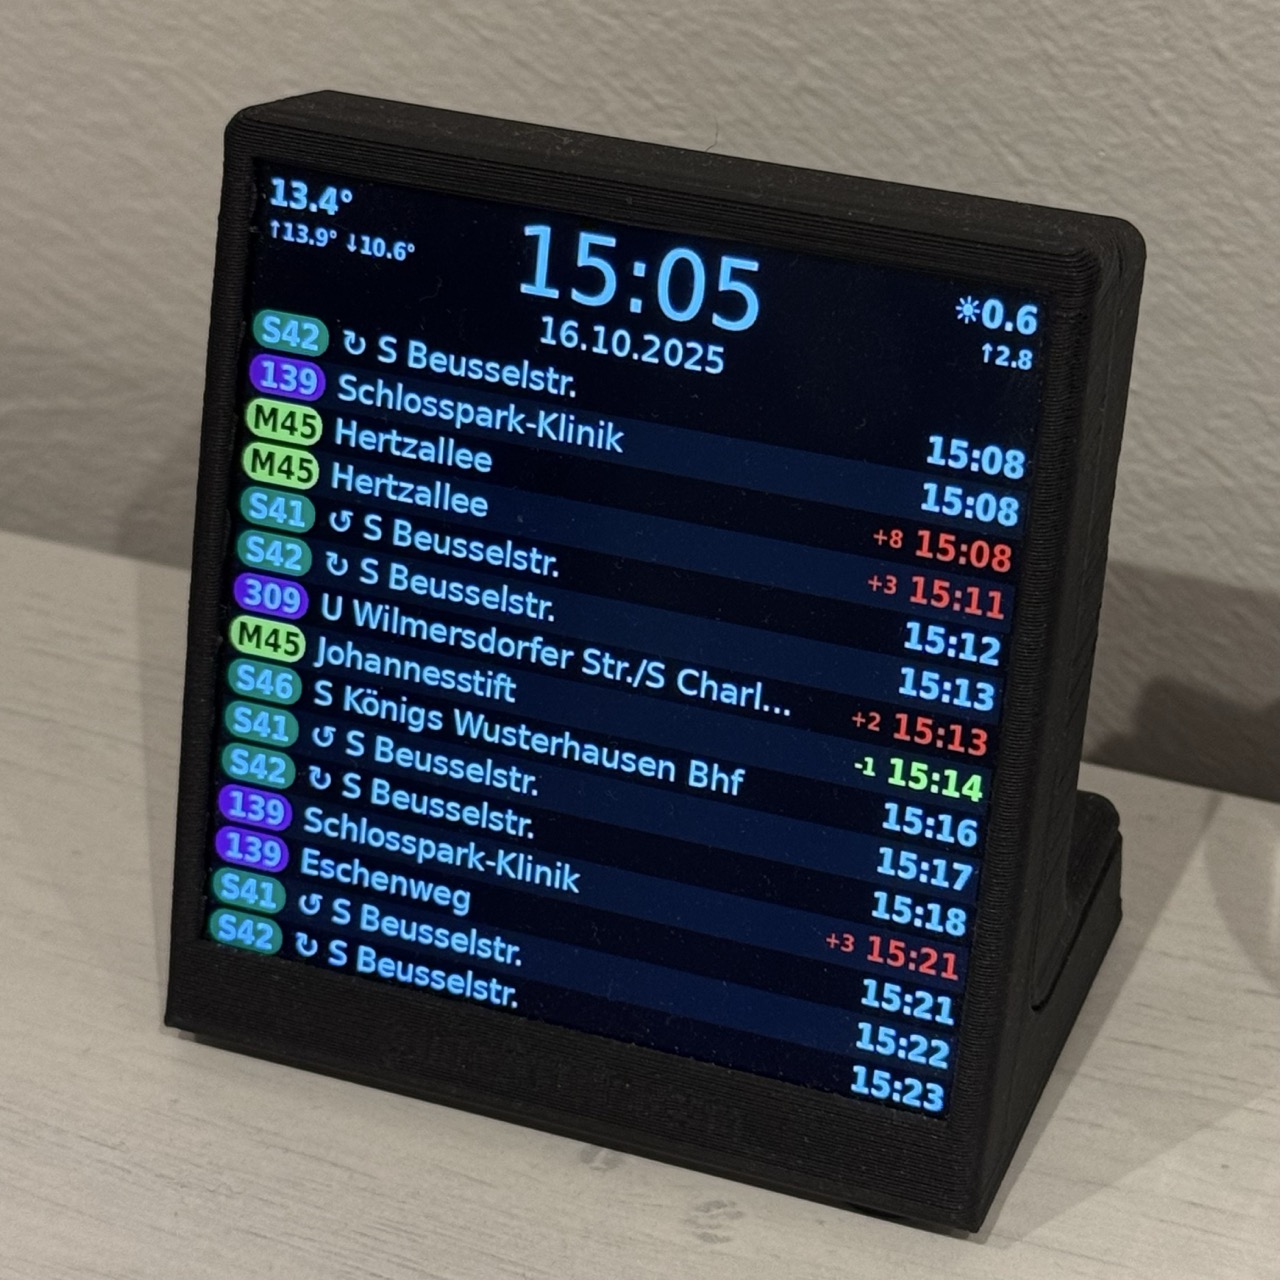 13.4°
↑13.9° ↓10.6°
15:05
16.10.2025
☀0.6
↑2.8
S42 ↻ S Beusselstr. 15:08
139 Schlosspark-Klinik 15:08
M45 Hertzallee +8 15:08
M45 Hertzallee +3 15:11
S41 ↺ S Beusselstr. 15:12
S42 ↻ S Beusselstr. 15:13
309 U Wilmersdorfer Str./S Charl... +2 15:13
M45 Johannesstift -1 15:14
S46 S Königs Wusterhausen Bhf 15:16
S41 ↺ S Beusselstr. 15:17
S42 ↻ S Beusselstr. 15:18
139 Schlosspark-Klinik +3 15:21
139 Eschenweg 15:21
S41 ↺ S Beusselstr. 15:22
S42 ↻ S Beusselstr. 15:23